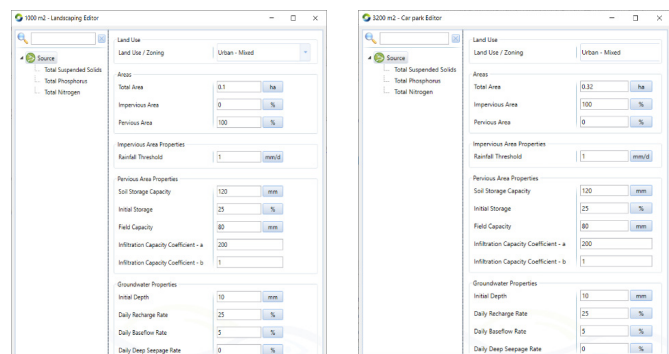 1000 m2 - Landscaping Editor
Source
Total Suspended Solids
Total Phosphorus
Total Nitrogen
Land Use
Land Use / Zoning Urban - Mixed
Areas
Total Area 0.1 ha
Impervious Area 0 %
Pervious Area 100 %
Impervious Area Properties
Rainfall Threshold 1 mm/d
Pervious Area Properties
Soil Storage Capacity 120 mm
Initial Storage 25 %
Field Capacity 80 mm
Infiltration Capacity Coefficient - a 200
Infiltration Capacity Coefficient - b 1
Groundwater Properties
Initial Depth 10 mm
Daily Recharge Rate 25 %
Daily Baseflow Rate 5 %
Daily Deep Seepage Rate 0 %
3200 m2 - Car park Editor
Source
Total Suspended Solids
Total Phosphorus
Total Nitrogen
Land Use
Land Use / Zoning Urban - Mixed
Areas
Total Area 0.32 ha
Impervious Area 100 %
Pervious Area 0 %
Impervious Area Properties
Rainfall Threshold 1 mm/d
Pervious Area Properties
Soil Storage Capacity 120 mm
Initial Storage 25 %
Field Capacity 80 mm
Infiltration Capacity Coefficient - a 200
Infiltration Capacity Coefficient - b 1
Groundwater Properties
Initial Depth 10 mm
Daily Recharge Rate 25 %
Daily Baseflow Rate 5 %
Daily Deep Seepage Rate 0 %